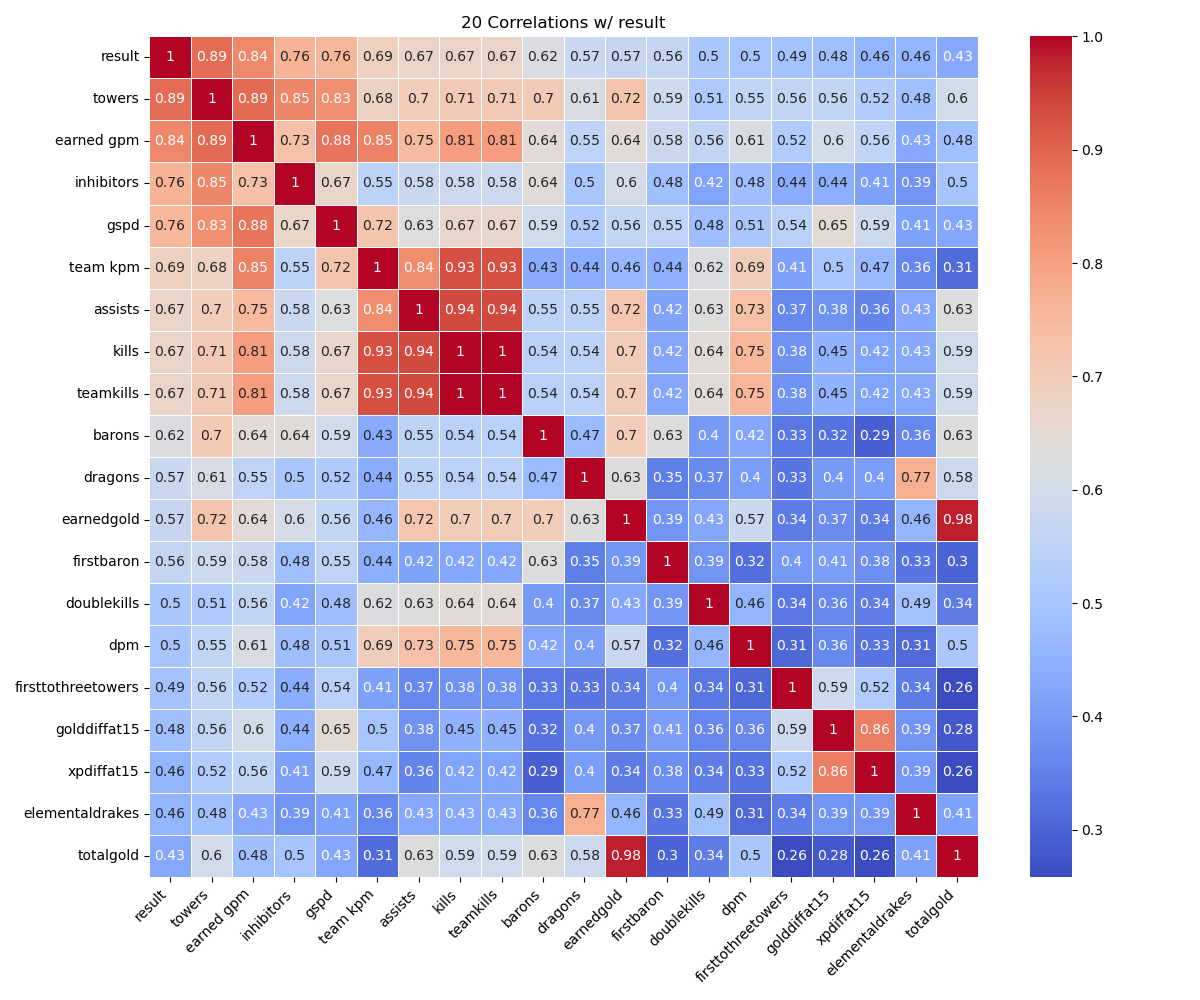 20 Correlations w/ result
result 1 0.89 0.84 0.76 0.76 0.69 0.67 0.67 0.67 0.62 0.57 0.57 0.56 0.5 0.5 0.49 0.48 0.46 0.46 0.43
towers 0.89 1 0.89 0.85 0.83 0.68 0.7 0.71 0.71 0.7 0.61 0.72 0.59 0.51 0.55 0.56 0.56 0.52 0.48 0.6
earned gpm 0.84 0.89 1 0.73 0.88 0.85 0.75 0.81 0.81 0.64 0.55 0.64 0.58 0.56 0.61 0.52 0.6 0.56 0.43 0.48
inhibitors 0.76 0.85 0.73 1 0.67 0.55 0.58 0.58 0.58 0.64 0.5 0.6 0.48 0.42 0.48 0.44 0.44 0.41 0.39 0.5
gspd 0.76 0.83 0.88 0.67 1 0.72 0.63 0.67 0.67 0.59 0.52 0.56 0.55 0.48 0.51 0.54 0.65 0.59 0.41 0.43
team kpm 0.69 0.68 0.85 0.55 0.72 1 0.84 0.93 0.93 0.43 0.44 0.46 0.44 0.62 0.69 0.41 0.5 0.47 0.36 0.31
assists 0.67 0.7 0.75 0.58 0.63 0.84 1 0.94 0.94 0.55 0.55 0.72 0.42 0.63 0.73 0.37 0.38 0.36 0.43 0.63
kills 0.67 0.71 0.81 0.58 0.67 0.93 0.94 1 1 0.54 0.54 0.7 0.42 0.64 0.75 0.38 0.45 0.42 0.43 0.59
teamkills 0.67 0.71 0.81 0.58 0.67 0.93 0.94 1 1 0.54 0.54 0.7 0.42 0.64 0.75 0.38 0.45 0.42 0.43 0.59
barons 0.62 0.7 0.64 0.64 0.59 0.43 0.55 0.54 0.54 1 0.47 0.7 0.63 0.4 0.42 0.33 0.32 0.29 0.36 0.63
dragons 0.57 0.61 0.55 0.5 0.52 0.44 0.55 0.54 0.54 0.47 1 0.63 0.35 0.37 0.4 0.33 0.4 0.4 0.77 0.58
earnedgold 0.57 0.72 0.64 0.6 0.56 0.46 0.72 0.7 0.7 0.7 0.63 1 0.39 0.43 0.57 0.34 0.37 0.34 0.46 0.98
firstbaron 0.56 0.59 0.58 0.48 0.55 0.44 0.42 0.42 0.42 0.63 0.35 0.39 1 0.39 0.32 0.4 0.41 0.38 0.33 0.3
doublekills 0.5 0.51 0.56 0.42 0.48 0.62 0.63 0.64 0.64 0.4 0.37 0.43 0.39 1 0.46 0.34 0.36 0.34 0.49 0.34
dpm 0.5 0.55 0.61 0.48 0.51 0.69 0.73 0.75 0.75 0.42 0.4 0.57 0.32 0.46 1 0.31 0.36 0.33 0.31 0.5
firsttothreetowers 0.49 0.56 0.52 0.44 0.54 0.41 0.37 0.38 0.38 0.33 0.33 0.34 0.4 0.34 0.31 1 0.59 0.52 0.34 0.26
golddiffat15 0.48 0.56 0.6 0.44 0.65 0.5 0.38 0.45 0.45 0.32 0.4 0.37 0.41 0.36 0.36 0.59 1 0.86 0.39 0.28
xpdiffat15 0.46 0.52 0.56 0.41 0.59 0.47 0.36 0.42 0.42 0.29 0.4 0.34 0.38 0.34 0.33 0.52 0.86 1 0.39 0.26
elementaldrakes 0.46 0.48 0.43 0.39 0.41 0.36 0.43 0.43 0.43 0.36 0.77 0.46 0.33 0.49 0.31 0.34 0.39 0.39 1 0.41
totalgold 0.43 0.6 0.48 0.5 0.43 0.31 0.63 0.59 0.59 0.63 0.58 0.98 0.3 0.34 0.5 0.26 0.28 0.26 0.41 1
result towers earned gpm inhibitors gspd team kpm assists kills teamkills barons dragons earnedgold firstbaron doublekills dpm firsttothreetowers golddiffat15 xpdiffat15 elementaldrakes totalgold
1.0
0.9
0.8
0.7
0.6
0.5
0.4
0.3